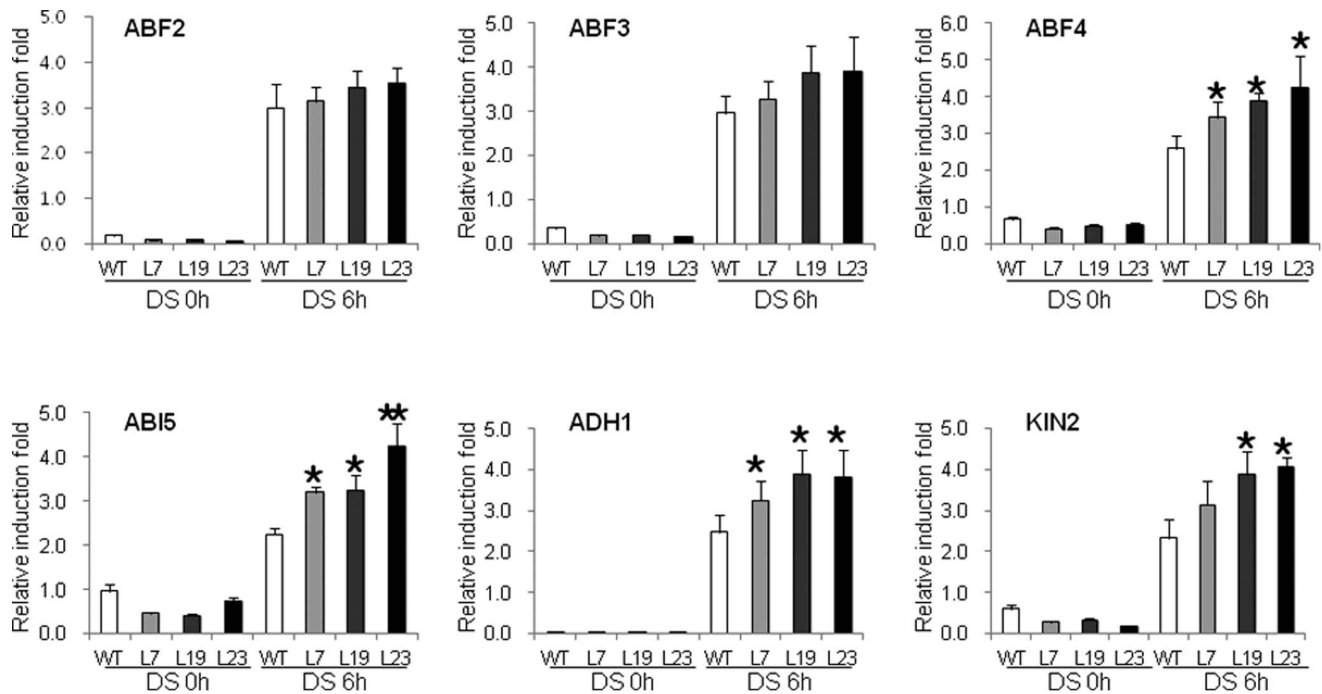 ABF2
Relative induction fold
5.0
4.0
3.0
2.0
1.0
0.0
WT L7 L19 L23 WT L7 L19 L23
DS 0h DS 6h
ABF3
Relative induction fold
5.0
4.0
3.0
2.0
1.0
0.0
WT L7 L19 L23 WT L7 L19 L23
DS 0h DS 6h
ABF4
Relative induction fold
6.0
5.0
4.0
3.0
2.0
1.0
0.0
WT L7 L19 L23 WT L7 L19 L23
DS 0h DS 6h
ABI5
Relative induction fold
5.0
4.0
3.0
2.0
1.0
0.0
WT L7 L19 L23 WT L7 L19 L23
DS 0h DS 6h
ADH1
Relative induction fold
5.0
4.0
3.0
2.0
1.0
0.0
WT L7 L19 L23 WT L7 L19 L23
DS 0h DS 6h
KIN2
Relative induction fold
5.0
4.0
3.0
2.0
1.0
0.0
WT L7 L19 L23 WT L7 L19 L23
DS 0h DS 6h